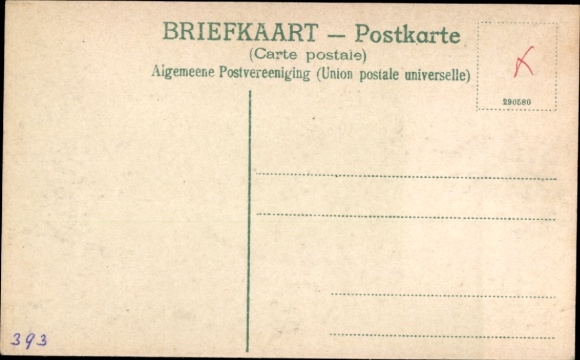 BRIEFKAART — Postkarte
(Carte postale)
Algemeene Postvereeniging (Union postale universelle)
290580
393